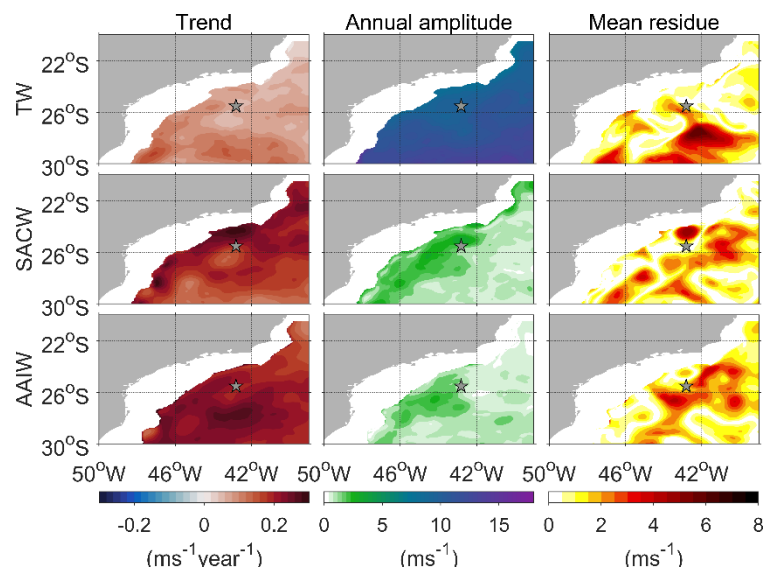 Trend Annual amplitude Mean residue
TW
22°S
26°S
30°S
SACW
22°S
26°S
30°S
AAIW
22°S
26°S
30°S
50°W 46°W 42°W 46°W 42°W 46°W 42°W
-0.2 0 0.2 0 5 10 15 0 2 4 6 8
(ms⁻¹year⁻¹) (ms⁻¹) (ms⁻¹)